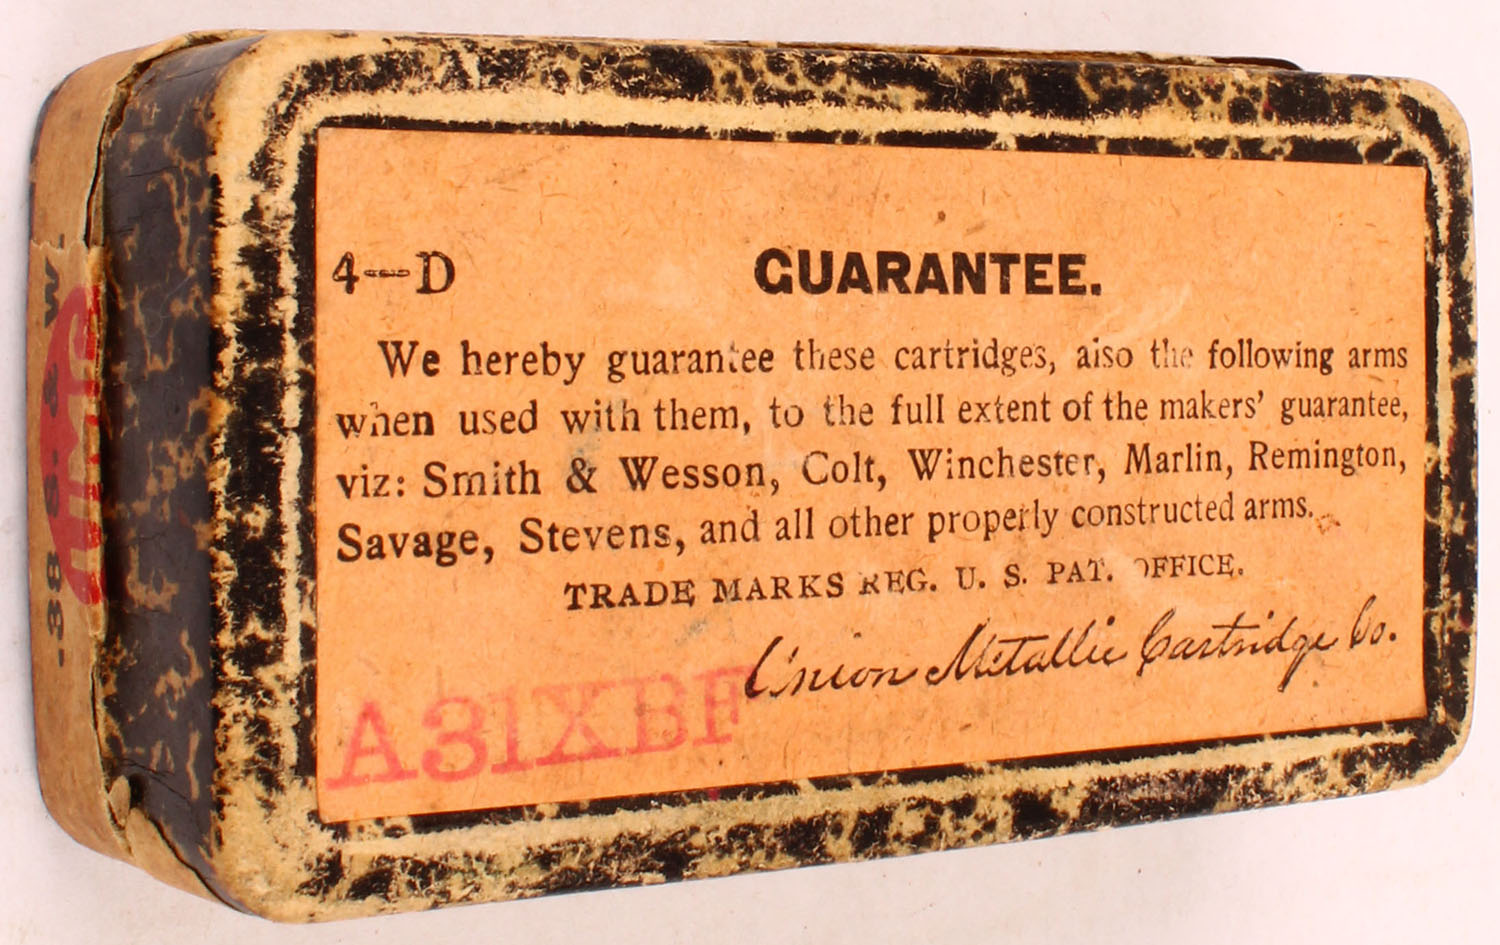 4—D GUARANTEE.
We hereby guarantee these cartridges, also the following arms
when used with them, to the full extent of the makers' guarantee,
viz: Smith & Wesson, Colt, Winchester, Marlin, Remington,
Savage, Stevens, and all other properly constructed arms.
TRADE MARKS REG. U. S. PAT. OFFICE.
Union Metallic Cartridge Co.
A31XBF
.38 S. & W.
UMC